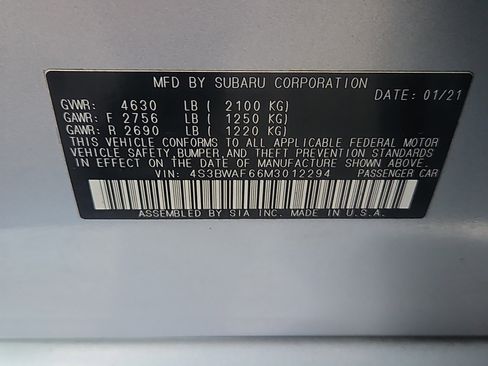 MFD BY SUBARU CORPORATION
DATE: 01/21
GVWR: 4630 LB ( 2100 KG)
GAWR: F 2756 LB ( 1250 KG)
GAWR: R 2690 LB ( 1220 KG)
THIS VEHICLE CONFORMS TO ALL APPLICABLE FEDERAL MOTOR
VEHICLE SAFETY, BUMPER, AND THEFT PREVENTION STANDARDS
IN EFFECT ON THE DATE OF MANUFACTURE SHOWN ABOVE.
VIN: 4S3BWAF66M3012294 PASSENGER CAR
ASSEMBLED BY SIA INC. MADE IN U.S.A.